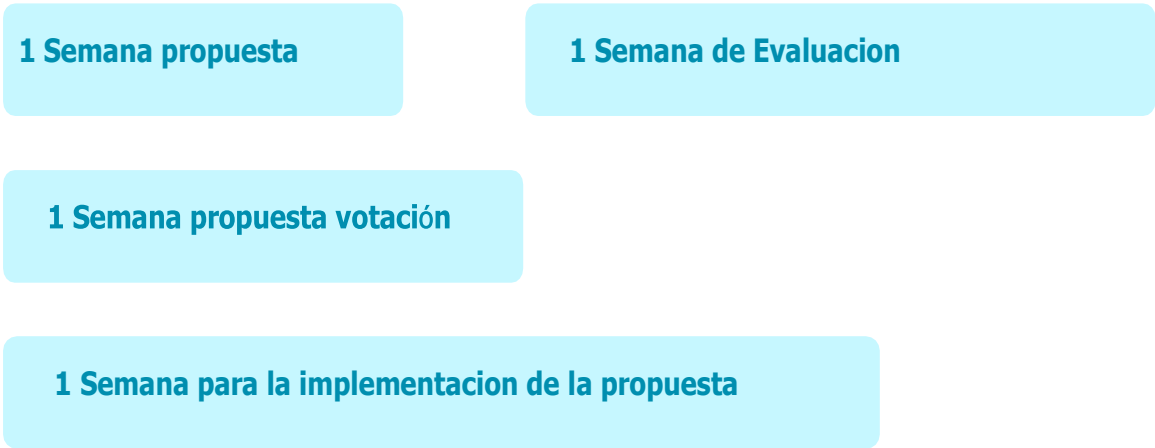 1 Semana propuesta
1 Semana de Evaluacion
1 Semana propuesta votación
1 Semana para la implementacion de la propuesta